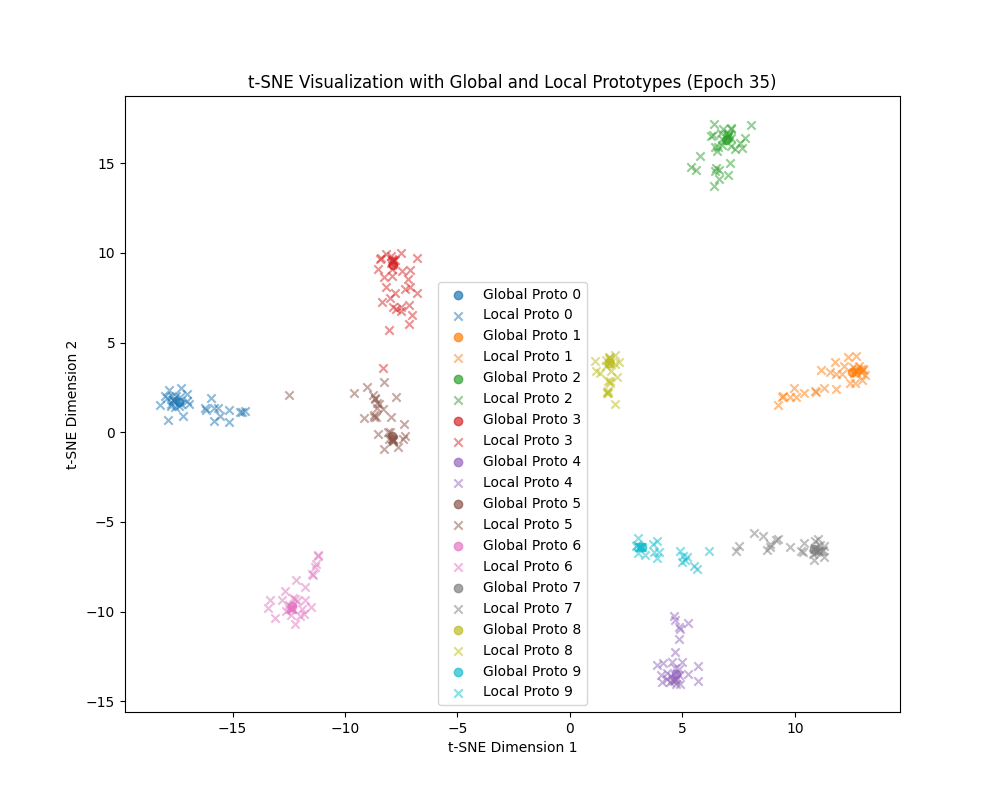 t-SNE Visualization with Global and Local Prototypes (Epoch 35)
t-SNE Dimension 2
15
10
5
0
−5
−10
−15
Global Proto 0
Local Proto 0
Global Proto 1
Local Proto 1
Global Proto 2
Local Proto 2
Global Proto 3
Local Proto 3
Global Proto 4
Local Proto 4
Global Proto 5
Local Proto 5
Global Proto 6
Local Proto 6
Global Proto 7
Local Proto 7
Global Proto 8
Local Proto 8
Global Proto 9
Local Proto 9
−15 −10 −5 0 5 10
t-SNE Dimension 1